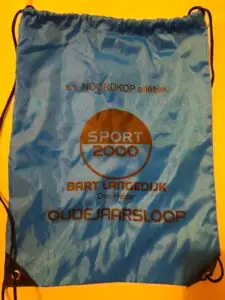 a.v. NOORDKOP atletiek
SPORT
2000
BART LANGEDIJK
Den Helder
OUDEJAARSLOOP